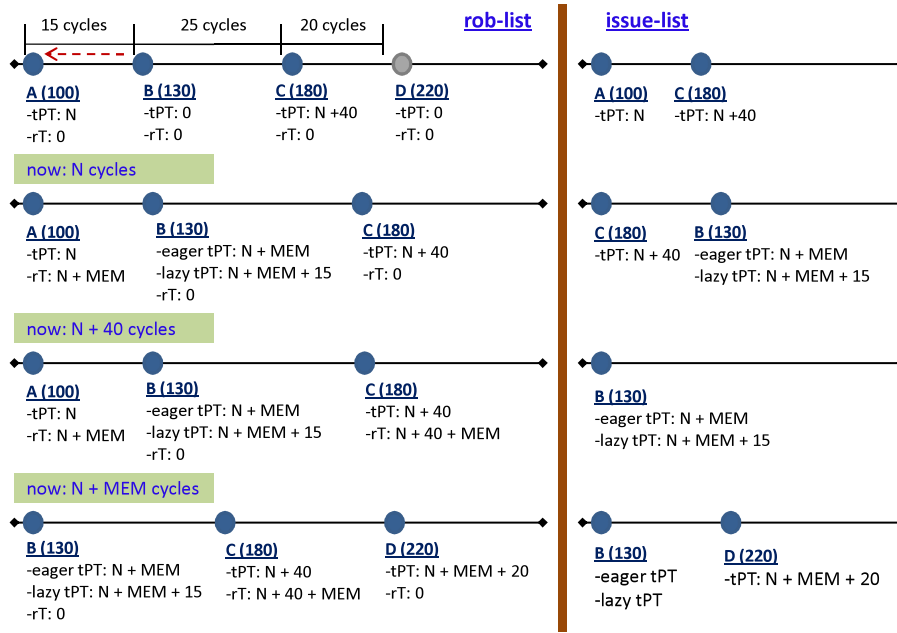 15 cycles 25 cycles 20 cycles rob-list issue-list
A (100) B (130) C (180) D (220) A (100) C (180)
-tPT: N -tPT: 0 -tPT: N +40 -tPT: 0 -tPT: N -tPT: N +40
-rT: 0 -rT: 0 -rT: 0 -rT: 0
now: N cycles
A (100) B (130) C (180) C (180) B (130)
-tPT: N -eager tPT: N + MEM -tPT: N + 40 -tPT: N + 40 -eager tPT: N + MEM
-rT: N + MEM -lazy tPT: N + MEM + 15 -rT: 0 -lazy tPT: N + MEM + 15
-rT: 0
now: N + 40 cycles
A (100) B (130) C (180) B (130)
-tPT: N -eager tPT: N + MEM -tPT: N + 40 -eager tPT: N + MEM
-rT: N + MEM -lazy tPT: N + MEM + 15 -rT: N + 40 + MEM -lazy tPT: N + MEM + 15
-rT: 0
now: N + MEM cycles
B (130) C (180) D (220) B (130) D (220)
-eager tPT: N + MEM -tPT: N + 40 -tPT: N + MEM + 20 -eager tPT -tPT: N + MEM + 20
-lazy tPT: N + MEM + 15 -rT: N + 40 + MEM -rT: 0 -lazy tPT
-rT: 0